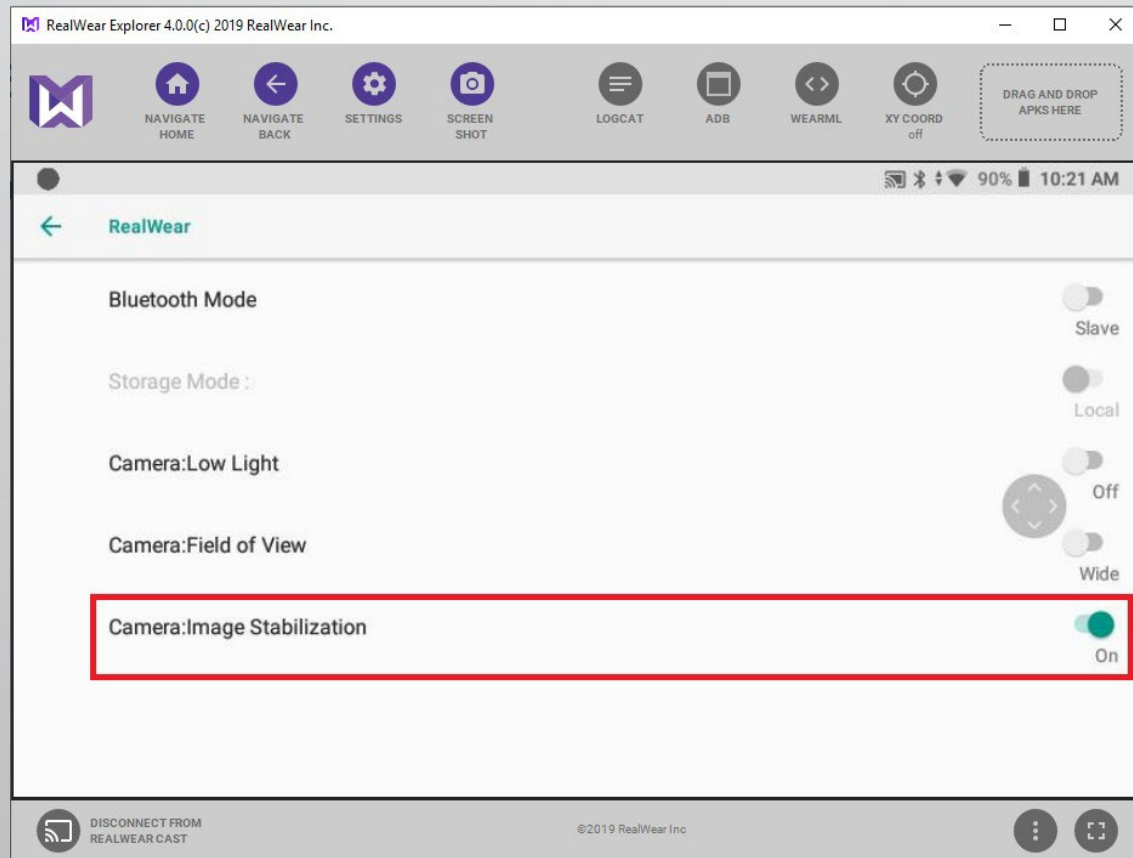 RealWear Explorer 4.0.0(c) 2019 RealWear Inc.
NAVIGATE
HOME
NAVIGATE
BACK
SETTINGS
SCREEN
SHOT
LOGCAT
ADB
WEARML
XY COORD
off
DRAG AND DROP
APKS HERE
90% 10:21 AM
RealWear
Bluetooth Mode
Slave
Storage Mode :
Local
Camera:Low Light
Off
Camera:Field of View
Wide
Camera:Image Stabilization
On
DISCONNECT FROM
REALWEAR CAST
©2019 RealWear Inc